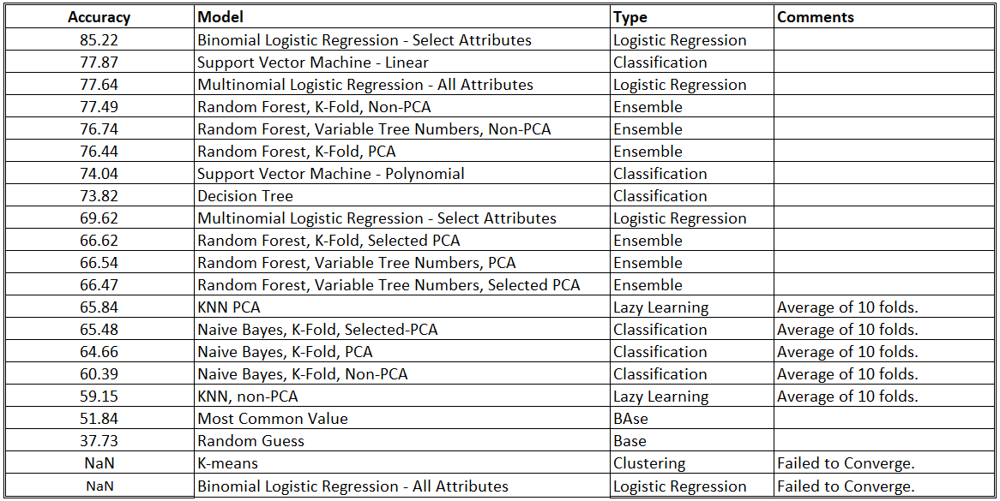 Accuracy Model Type Comments
85.22 Binomial Logistic Regression - Select Attributes Logistic Regression
77.87 Support Vector Machine - Linear Classification
77.64 Multinomial Logistic Regression - All Attributes Logistic Regression
77.49 Random Forest, K-Fold, Non-PCA Ensemble
76.74 Random Forest, Variable Tree Numbers, Non-PCA Ensemble
76.44 Random Forest, K-Fold, PCA Ensemble
74.04 Support Vector Machine - Polynomial Classification
73.82 Decision Tree Classification
69.62 Multinomial Logistic Regression - Select Attributes Logistic Regression
66.62 Random Forest, K-Fold, Selected PCA Ensemble
66.54 Random Forest, Variable Tree Numbers, PCA Ensemble
66.47 Random Forest, Variable Tree Numbers, Selected PCA Ensemble
65.84 KNN PCA Lazy Learning Average of 10 folds.
65.48 Naive Bayes, K-Fold, Selected-PCA Classification Average of 10 folds.
64.66 Naive Bayes, K-Fold, PCA Classification Average of 10 folds.
60.39 Naive Bayes, K-Fold, Non-PCA Classification Average of 10 folds.
59.15 KNN, non-PCA Lazy Learning Average of 10 folds.
51.84 Most Common Value BAse
37.73 Random Guess Base
NaN K-means Clustering Failed to Converge.
NaN Binomial Logistic Regression - All Attributes Logistic Regression Failed to Converge.